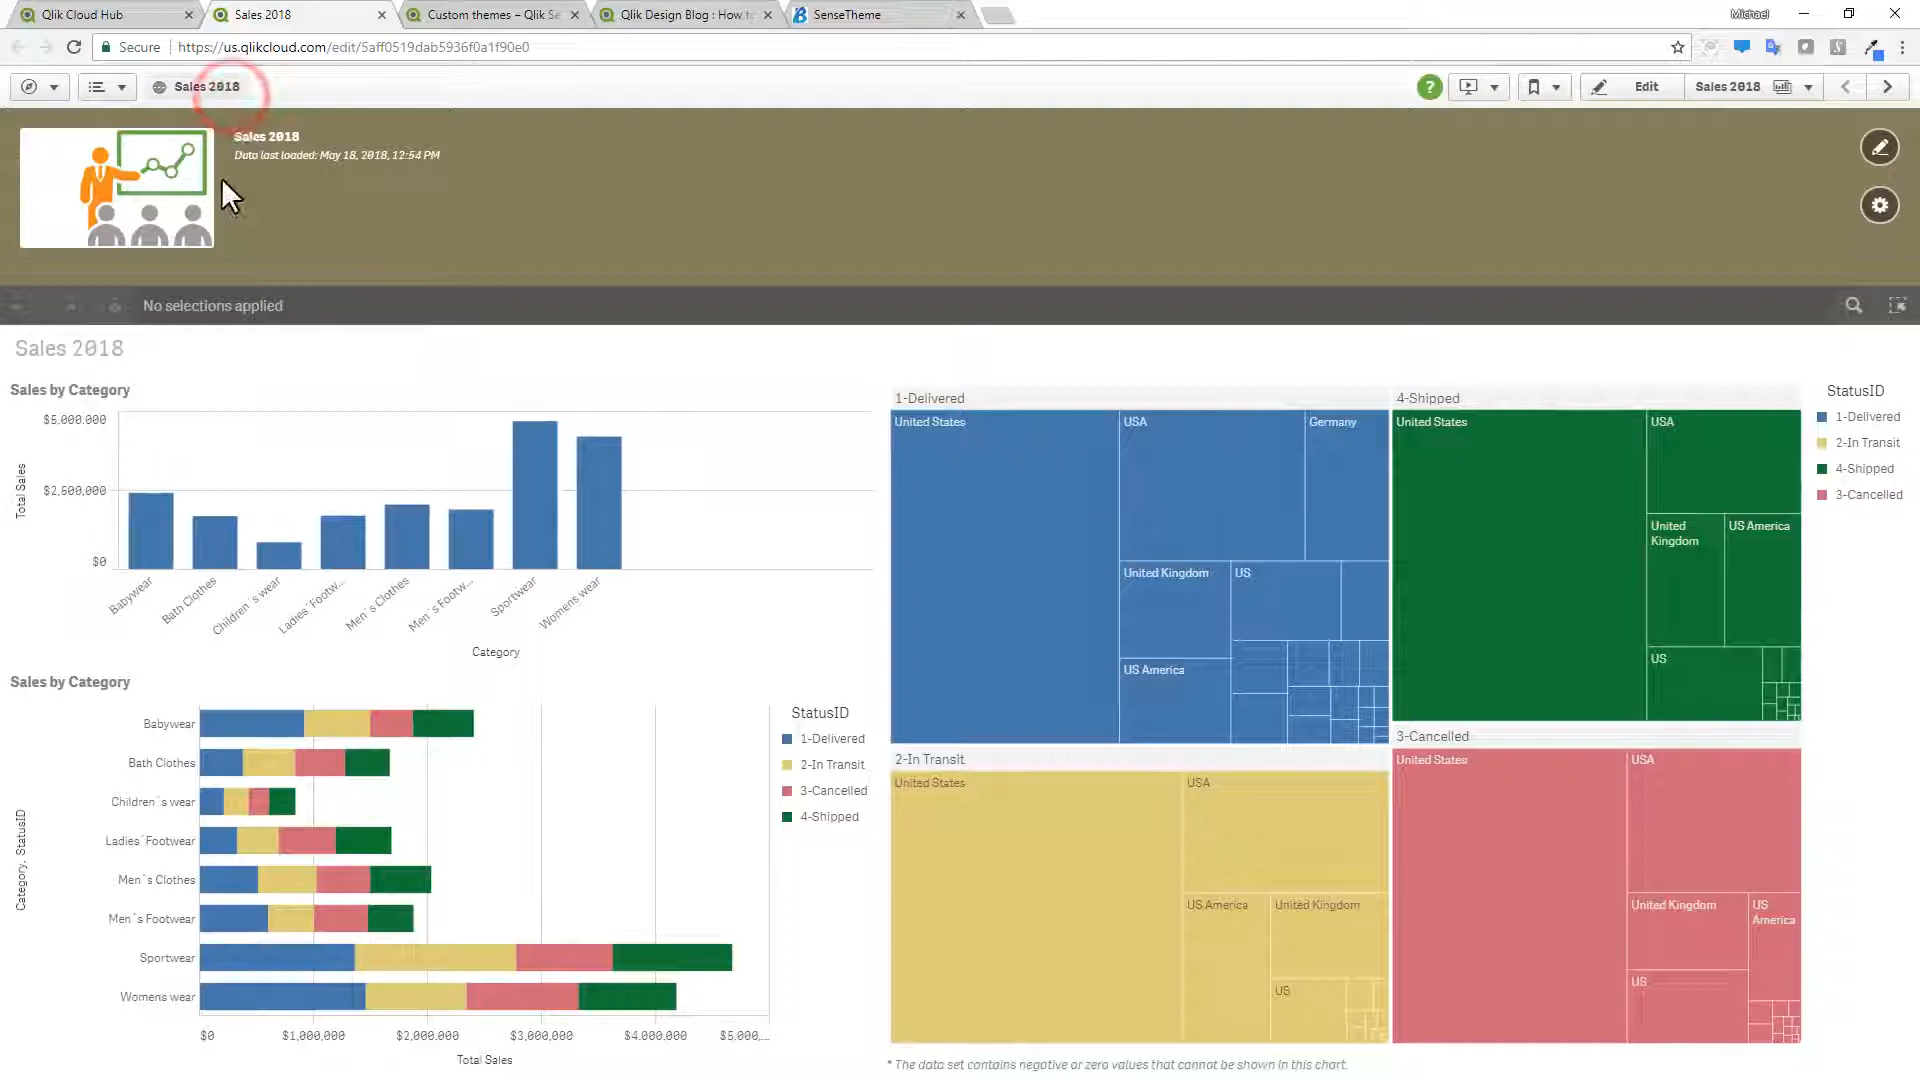 Qlik Cloud Hub
Sales 2018
Custom themes – Qlik Se
Qlik Design Blog : How to
SenseTheme
Michael
Secure
https://us.qlikcloud.com/edit/5aff0519dab5936f0a1f90e0
Sales 2018
?
Edit
Sales 2018
Sales 2018
Data last loaded: May 18, 2018, 12:54 PM
No selections applied
Sales 2018
Sales by Category
$5,000,000
$2,500,000
$0
Total Sales
Babywear
Bath Clothes
Children´s wear
Ladies´Footw...
Men´s Clothes
Men´s Footw...
Sportwear
Womens wear
Category
Sales by Category
Category, StatusID
Babywear
Bath Clothes
Children´s wear
Ladies´Footwear
Men´s Clothes
Men´s Footwear
Sportwear
Womens wear
$0
$1,000,000
$2,000,000
$3,000,000
$4,000,000
$5,000,...
Total Sales
StatusID
1-Delivered
2-In Transit
3-Cancelled
4-Shipped
1-Delivered
United States
USA
Germany
United Kingdom
US
US America
4-Shipped
United States
USA
United
Kingdom
US America
US
2-In Transit
United States
USA
US America
United Kingdom
US
3-Cancelled
United States
USA
United Kingdom
US
America
US
StatusID
1-Delivered
2-In Transit
4-Shipped
3-Cancelled
* The data set contains negative or zero values that cannot be shown in this chart.